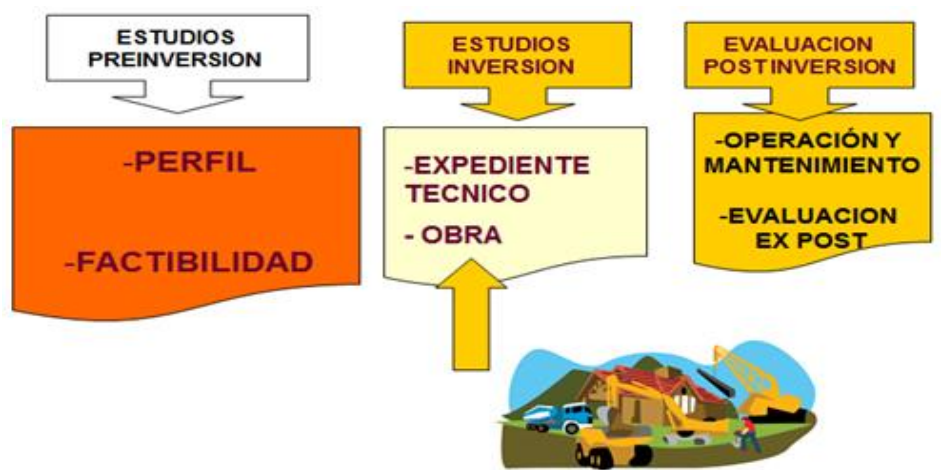 ESTUDIOS
PREINVERSION
-PERFIL
-FACTIBILIDAD
ESTUDIOS
INVERSION
-EXPEDIENTE
TECNICO
- OBRA
EVALUACION
POSTINVERSION
-OPERACIÓN Y
MANTENIMIENTO
-EVALUACION
EX POST